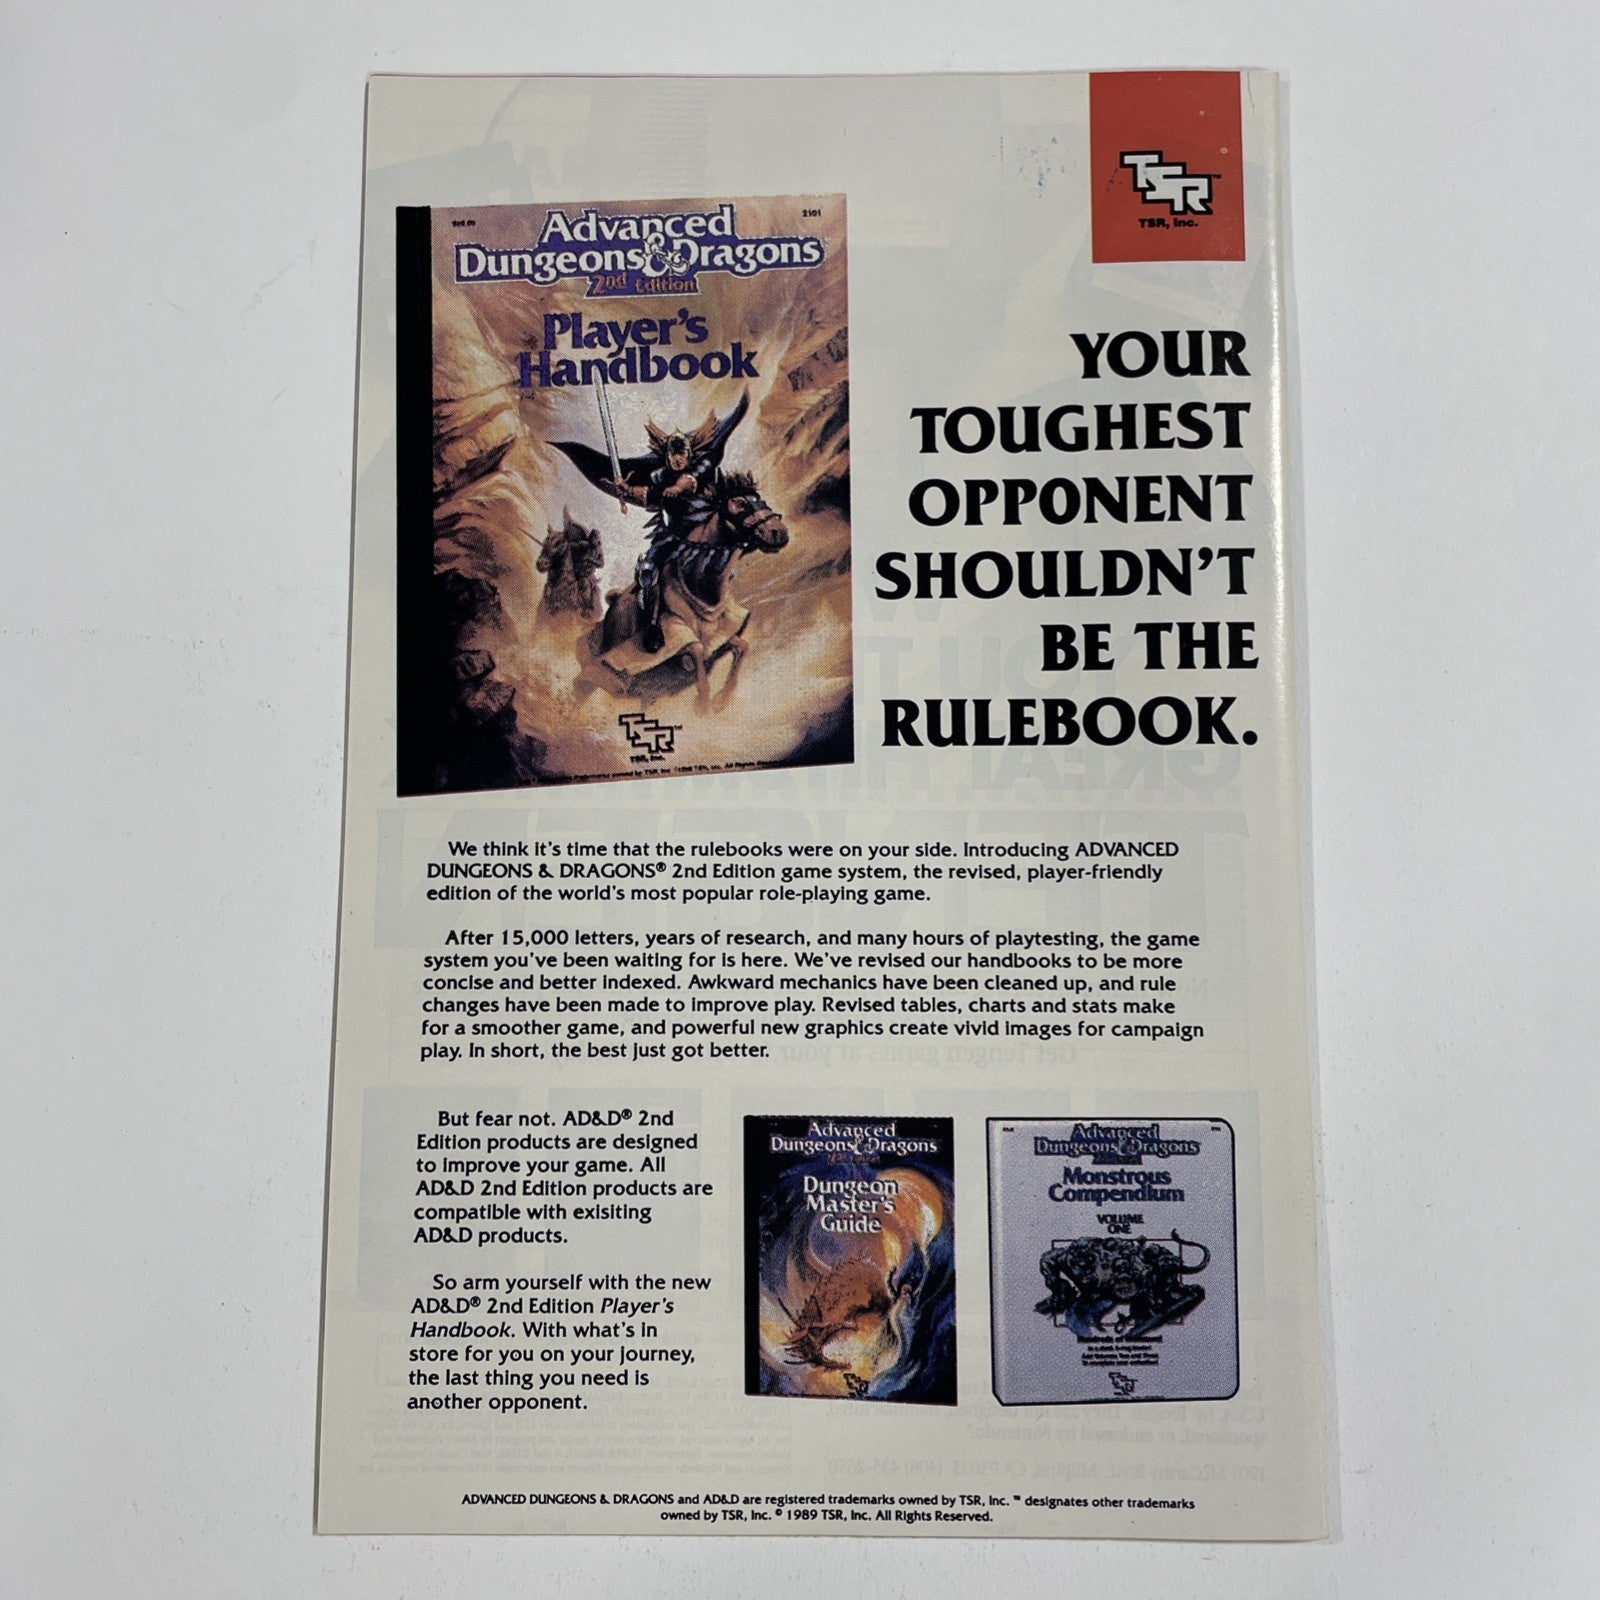 TSR
TSR, Inc.
2101
Advanced
Dungeons & Dragons
2nd Edition
Player's
Handbook
TSR
TSR, Inc.
YOUR
TOUGHEST
OPPONENT
SHOULDN'T
BE THE
RULEBOOK.
We think it's time that the rulebooks were on your side. Introducing ADVANCED
DUNGEONS & DRAGONS® 2nd Edition game system, the revised, player-friendly
edition of the world's most popular role-playing game.
After 15,000 letters, years of research, and many hours of playtesting, the game
system you've been waiting for is here. We've revised our handbooks to be more
concise and better indexed. Awkward mechanics have been cleaned up, and rule
changes have been made to improve play. Revised tables, charts and stats make
for a smoother game, and powerful new graphics create vivid images for campaign
play. In short, the best just got better.
But fear not. AD&D® 2nd
Edition products are designed
to improve your game. All
AD&D 2nd Edition products are
compatible with exisiting
AD&D products.
So arm yourself with the new
AD&D® 2nd Edition Player's
Handbook. With what's in
store for you on your journey,
the last thing you need is
another opponent.
Advanced
Dungeons & Dragons
Dungeon
Master's
Guide
TSR
Advanced
Dungeons & Dragons
Monstrous
Compendium
VOLUME
ONE
TSR
ADVANCED DUNGEONS & DRAGONS and AD&D are registered trademarks owned by TSR, Inc. ™ designates other trademarks
owned by TSR, Inc. © 1989 TSR, Inc. All Rights Reserved.